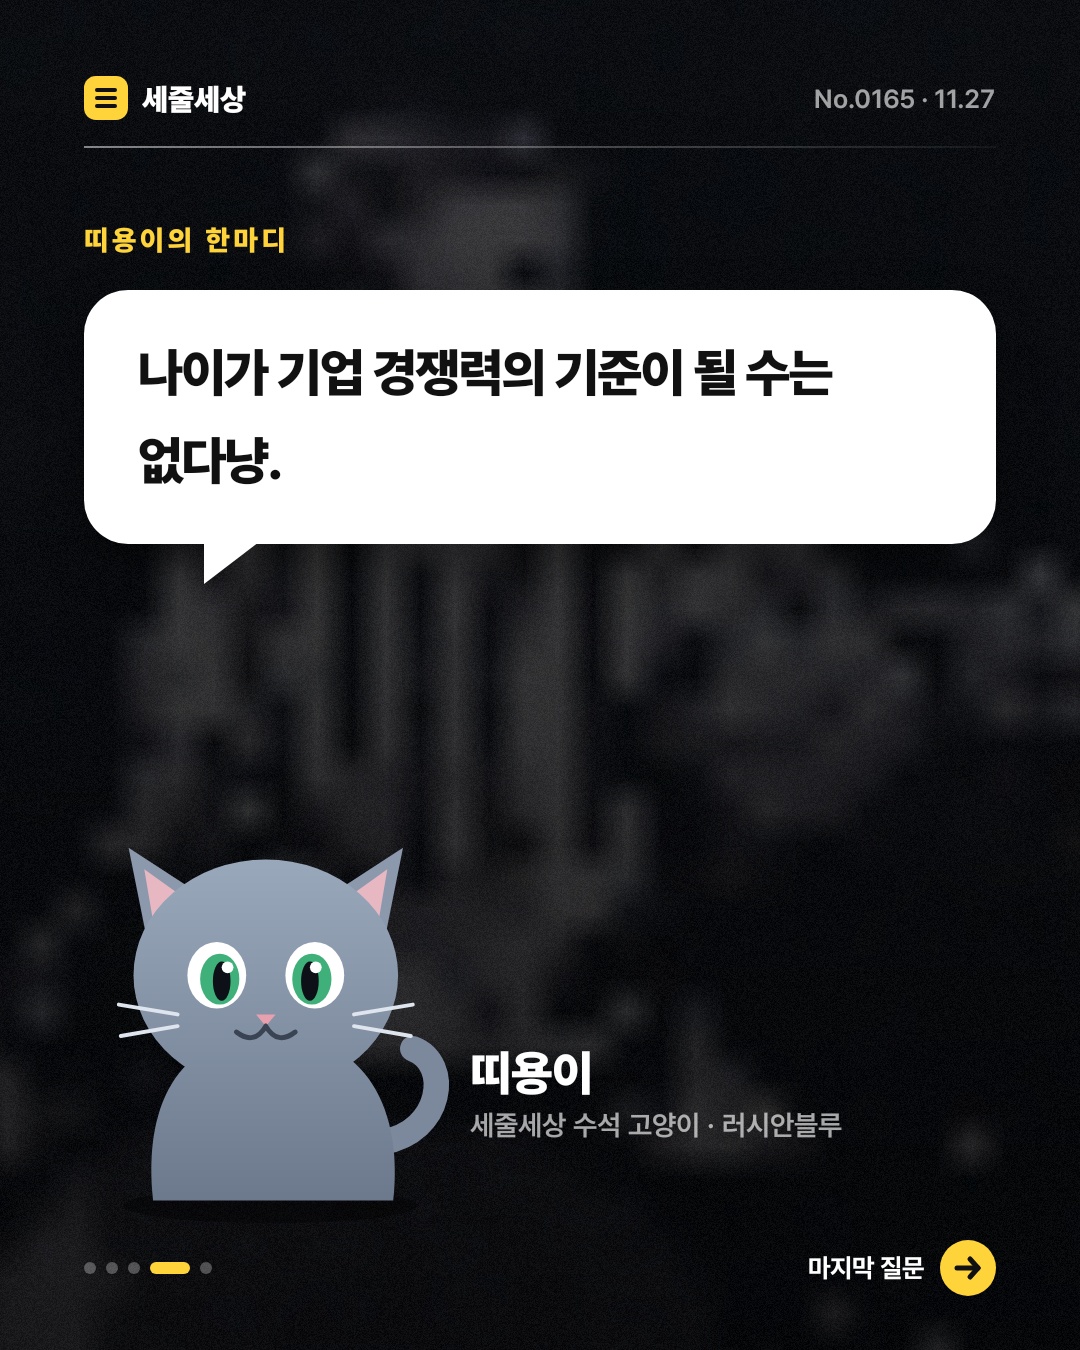 세줄세상
No.0165 · 11.27
띠용이의 한마디
나이가 기업 경쟁력의 기준이 될 수는
없다냥.
띠용이
세줄세상 수석 고양이 · 러시안블루
마지막 질문